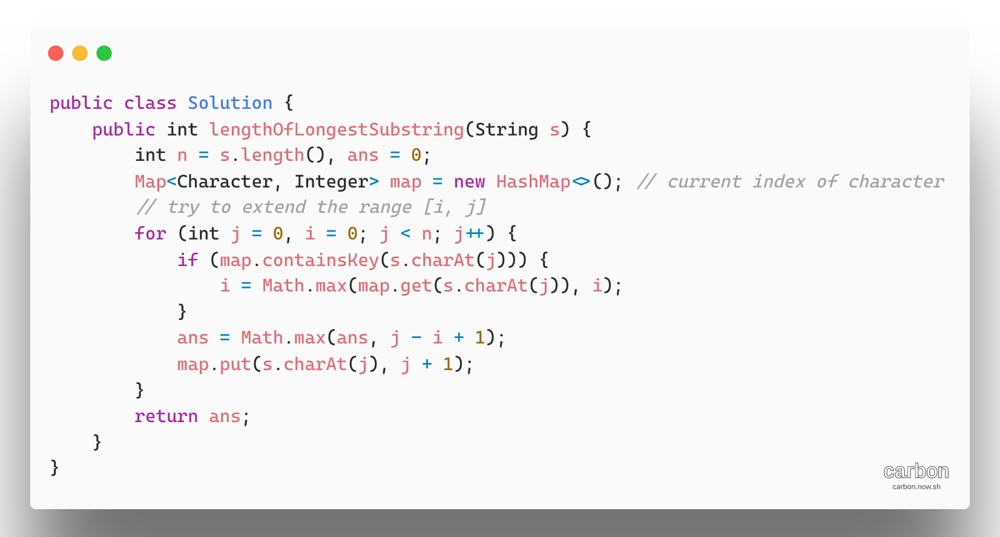 public class Solution {
    public int lengthOfLongestSubstring(String s) {
        int n = s.length(), ans = 0;
        Map<Character, Integer> map = new HashMap<>(); // current index of character
        // try to extend the range [i, j]
        for (int j = 0, i = 0; j < n; j++) {
            if (map.containsKey(s.charAt(j))) {
                i = Math.max(map.get(s.charAt(j)), i);
            }
            ans = Math.max(ans, j - i + 1);
            map.put(s.charAt(j), j + 1);
        }
        return ans;
    }
}
carbon
carbon.now.sh